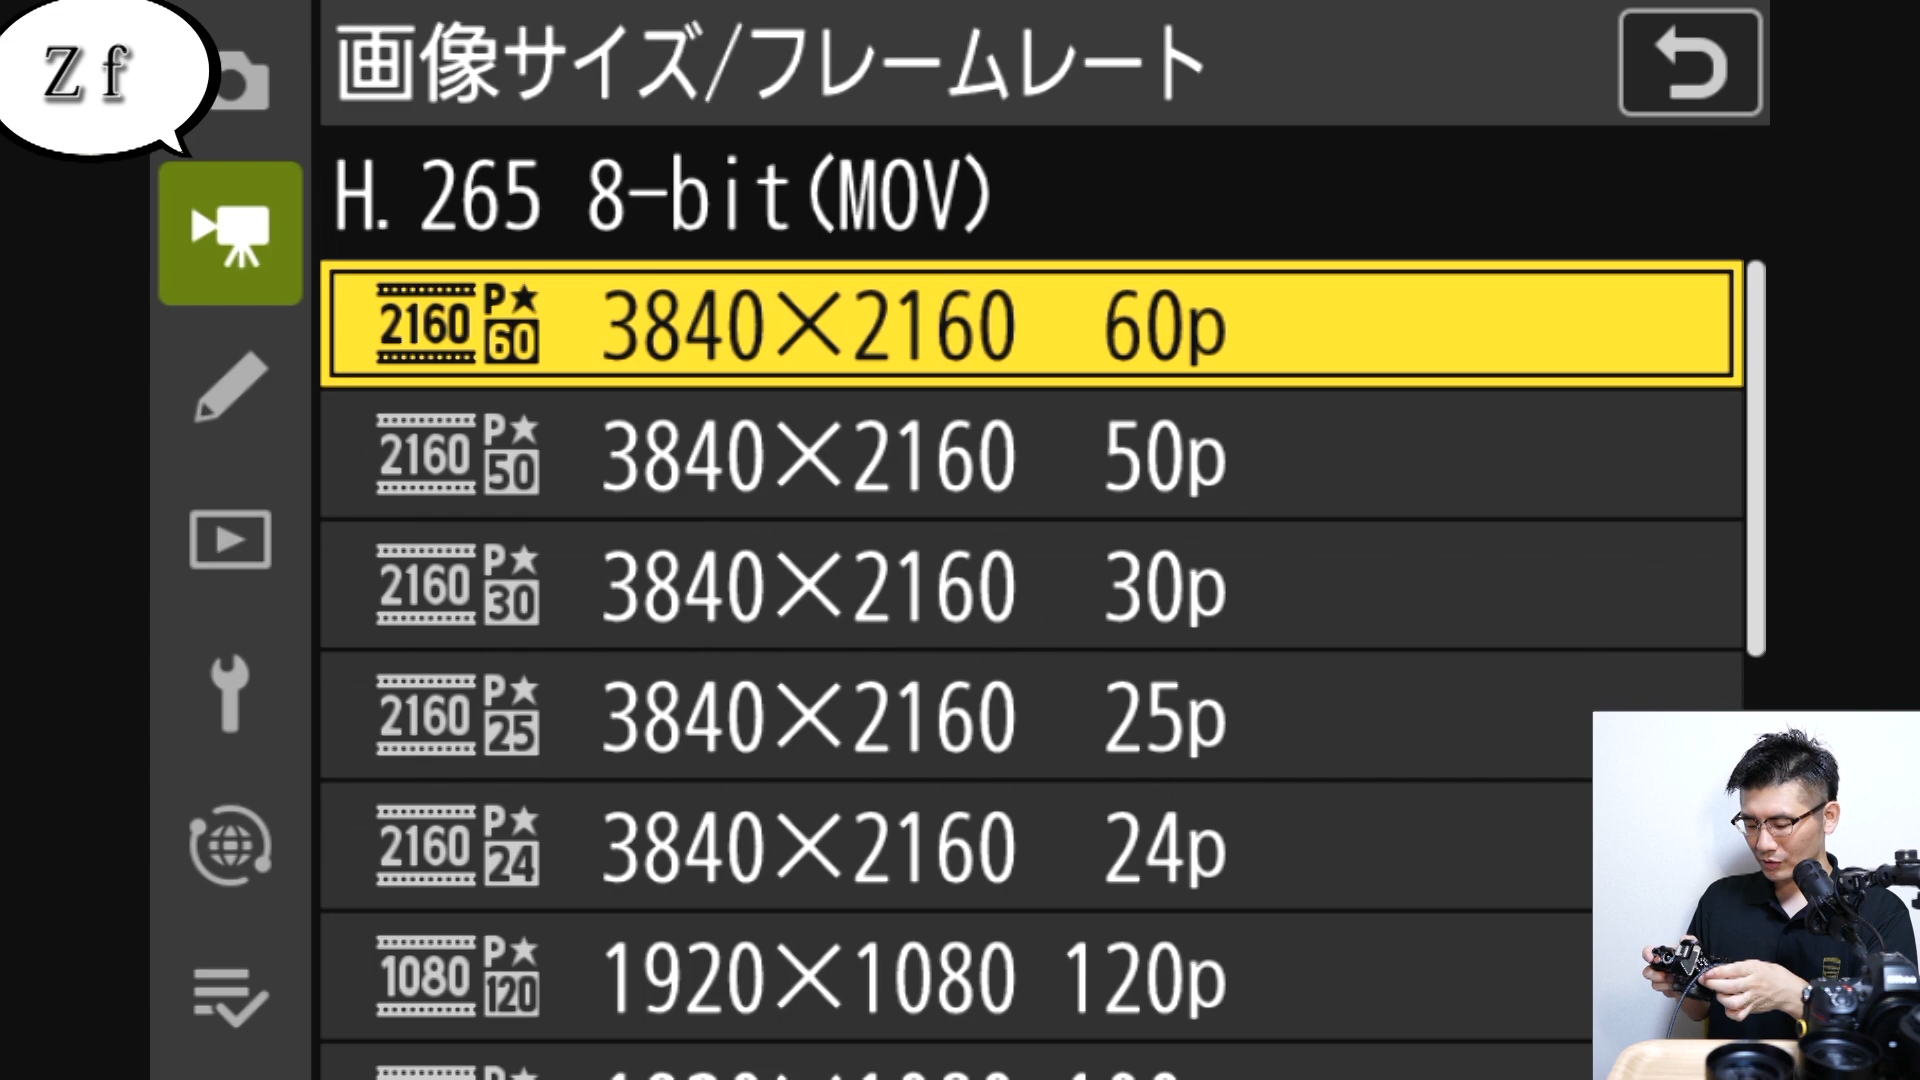 Z f
画像サイズ/フレームレート
H. 265 8-bit(MOV)
2160 P★ 60 3840×2160 60p
2160 P★ 50 3840×2160 50p
2160 P★ 30 3840×2160 30p
2160 P★ 25 3840×2160 25p
2160 P★ 24 3840×2160 24p
1080 P★ 120 1920×1080 120p